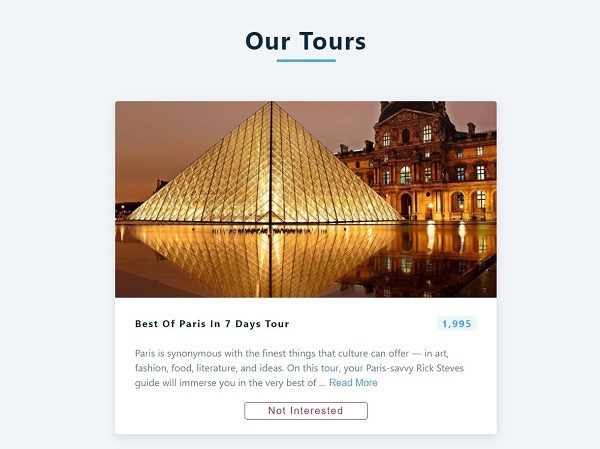 Our Tours
Best Of Paris In 7 Days Tour
1,995
Paris is synonymous with the finest things that culture can offer — in art,
fashion, food, literature, and ideas. On this tour, your Paris-savvy Rick Steves
guide will immerse you in the very best of ... Read More
Not Interested